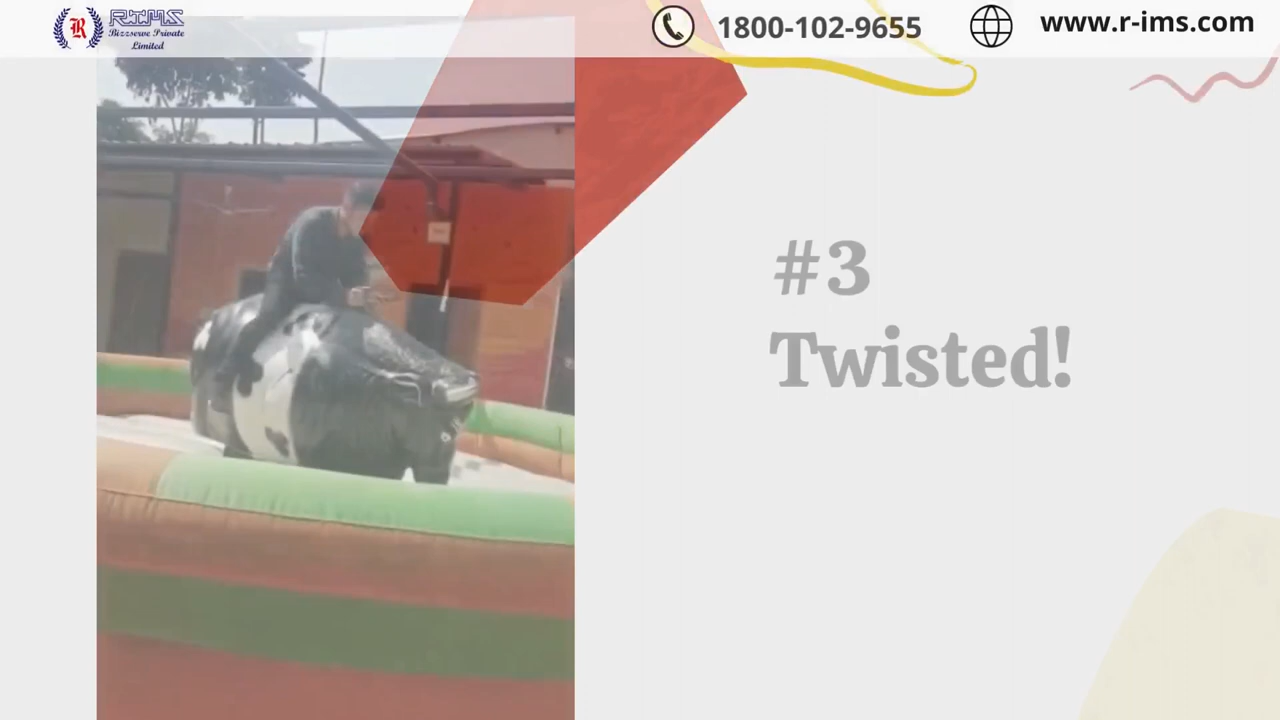 R
RIMS
Bizzserve Private
Limited
1800-102-9655
www.r-ims.com
#3
Twisted!